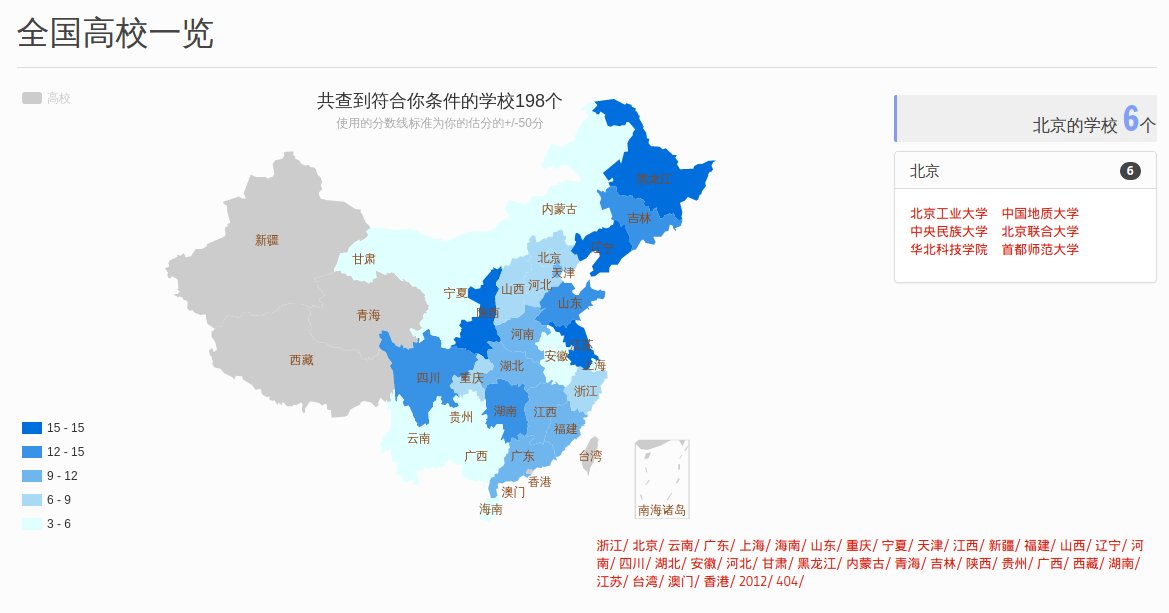 全国高校一览
高校
共查到符合你条件的学校198个
使用的分数线标准为你的估分的+/-50分
北京的学校 6个
北京 6
北京工业大学 中国地质大学
中央民族大学 北京联合大学
华北科技学院 首都师范大学
黑龙江
内蒙古
吉林
新疆
辽宁
甘肃
北京
天津
宁夏
山西
河北
山东
青海
陕西
河南
江苏
西藏
安徽
上海
湖北
四川
重庆
浙江
湖南
江西
贵州
福建
云南
广西
广东
台湾
香港
澳门
海南
南海诸岛
15 - 15
12 - 15
9 - 12
6 - 9
3 - 6
浙江/ 北京/ 云南/ 广东/ 上海/ 海南/ 山东/ 重庆/ 宁夏/ 天津/ 江西/ 新疆/ 福建/ 山西/ 辽宁/ 河
南/ 四川/ 湖北/ 安徽/ 河北/ 甘肃/ 黑龙江/ 内蒙古/ 青海/ 吉林/ 陕西/ 贵州/ 广西/ 西藏/ 湖南/
江苏/ 台湾/ 澳门/ 香港/ 2012/ 404/